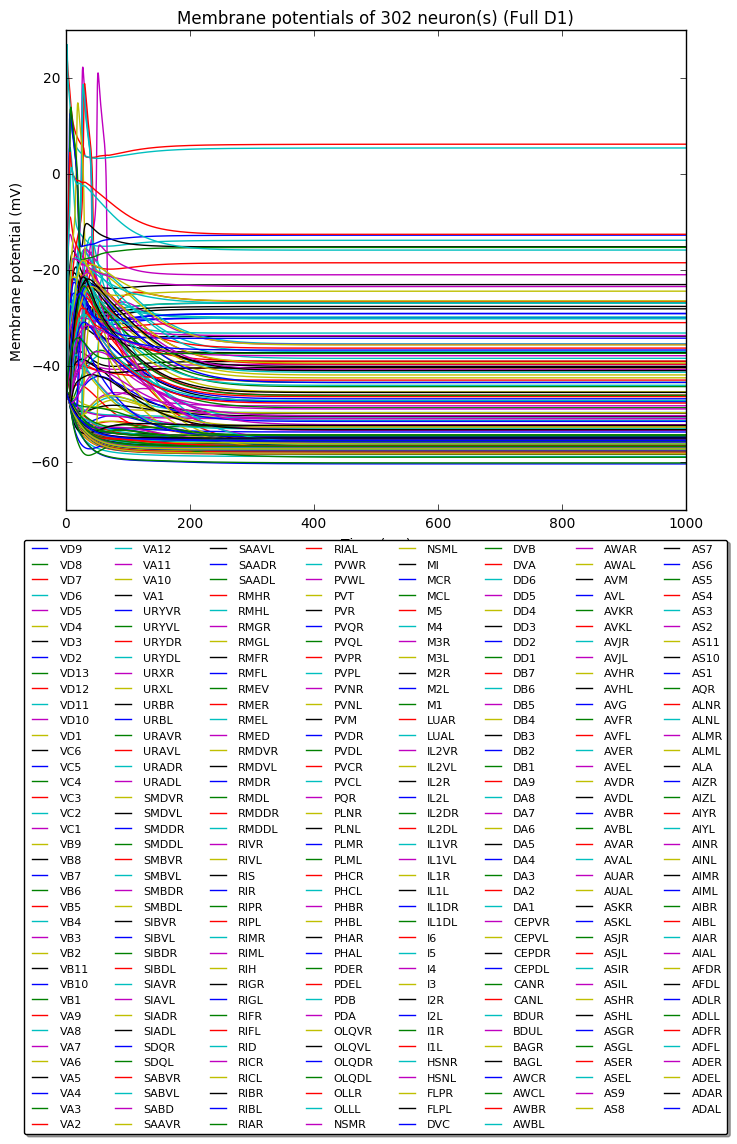 Membrane potentials of 302 neuron(s) (Full D1)
Membrane potential (mV)
20
0
−20
−40
−60
0
200
400
600
800
1000
VD9
VD8
VD7
VD6
VD5
VD4
VD3
VD2
VD13
VD12
VD11
VD10
VD1
VC6
VC5
VC4
VC3
VC2
VC1
VB9
VB8
VB7
VB6
VB5
VB4
VB3
VB2
VB11
VB10
VB1
VA9
VA8
VA7
VA6
VA5
VA4
VA3
VA2
VA12
VA11
VA10
VA1
URYVR
URYVL
URYDR
URYDL
URXR
URXL
URBR
URBL
URAVR
URAVL
URADR
URADL
SMDVR
SMDVL
SMDDR
SMDDL
SMBVR
SMBVL
SMBDR
SMBDL
SIBVR
SIBVL
SIBDR
SIBDL
SIAVR
SIAVL
SIADR
SIADL
SDQR
SDQL
SABVR
SABVL
SABD
SAAVR
SAAVL
SAADR
SAADL
RMHR
RMHL
RMGR
RMGL
RMFR
RMFL
RMEV
RMER
RMEL
RMED
RMDVR
RMDVL
RMDR
RMDL
RMDDR
RMDDL
RIVR
RIVL
RIS
RIR
RIPR
RIPL
RIMR
RIML
RIH
RIGR
RIGL
RIFR
RIFL
RID
RICR
RICL
RIBR
RIBL
RIAR
RIAL
PVWR
PVWL
PVT
PVR
PVQR
PVQL
PVPR
PVPL
PVNR
PVNL
PVM
PVDR
PVDL
PVCR
PVCL
PQR
PLNR
PLNL
PLMR
PLML
PHCR
PHCL
PHBR
PHBL
PHAR
PHAL
PDER
PDEL
PDB
PDA
OLQVR
OLQVL
OLQDR
OLQDL
OLLR
OLLL
NSMR
NSML
MI
MCR
MCL
M5
M4
M3R
M3L
M2R
M2L
M1
LUAR
LUAL
IL2VR
IL2VL
IL2R
IL2L
IL2DR
IL2DL
IL1VR
IL1VL
IL1R
IL1L
IL1DR
IL1DL
I6
I5
I4
I3
I2R
I2L
I1R
I1L
HSNR
HSNL
FLPR
FLPL
DVC
DVB
DVA
DD6
DD5
DD4
DD3
DD2
DD1
DB7
DB6
DB5
DB4
DB3
DB2
DB1
DA9
DA8
DA7
DA6
DA5
DA4
DA3
DA2
DA1
CEPVR
CEPVL
CEPDR
CEPDL
CANR
CANL
BDUR
BDUL
BAGR
BAGL
AWCR
AWCL
AWBR
AWBL
AWAR
AWAL
AVM
AVL
AVKR
AVKL
AVJR
AVJL
AVHR
AVHL
AVG
AVFR
AVFL
AVER
AVEL
AVDR
AVDL
AVBR
AVBL
AVAR
AVAL
AUAR
AUAL
ASKR
ASKL
ASJR
ASJL
ASIR
ASIL
ASHR
ASHL
ASGR
ASGL
ASER
ASEL
AS9
AS8
AS7
AS6
AS5
AS4
AS3
AS2
AS11
AS10
AS1
AQR
ALNR
ALNL
ALMR
ALML
ALA
AIZR
AIZL
AIYR
AIYL
AINR
AINL
AIMR
AIML
AIBR
AIBL
AIAR
AIAL
AFDR
AFDL
ADLR
ADLL
ADFR
ADFL
ADER
ADEL
ADAR
ADAL